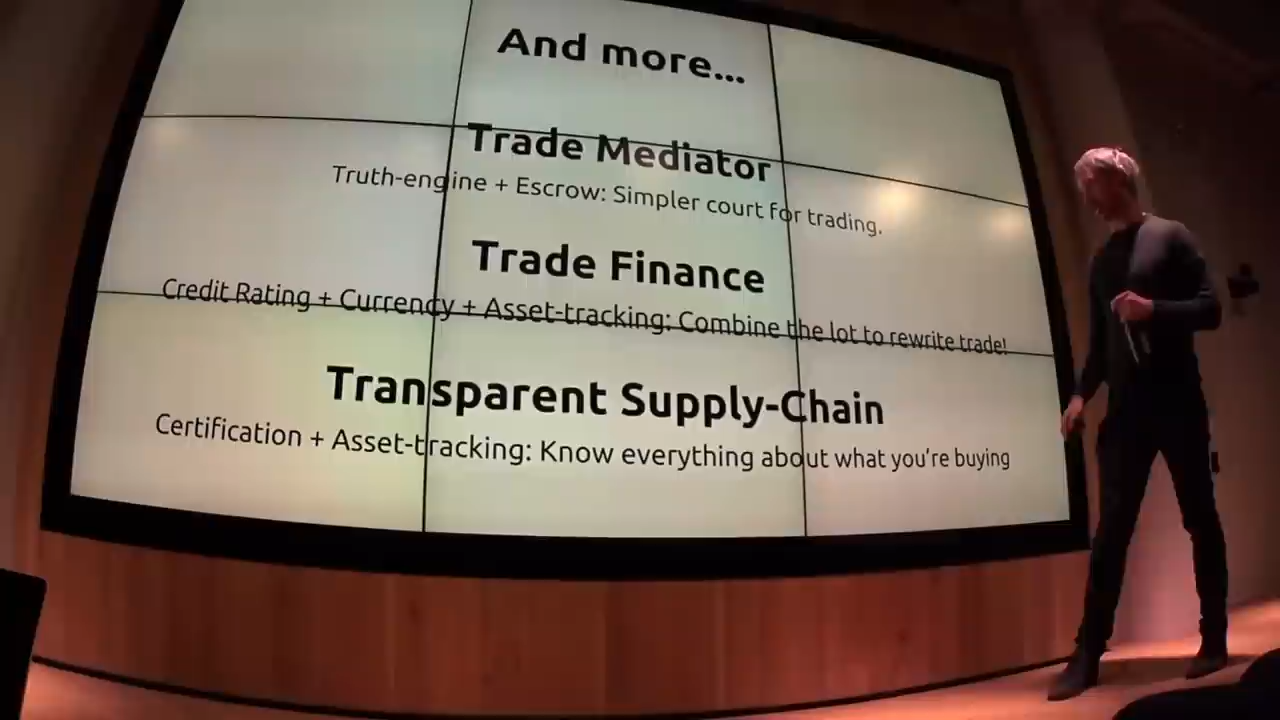 And more...
Trade Mediator
Truth-engine + Escrow: Simpler court for trading.
Trade Finance
Credit Rating + Currency + Asset-tracking: Combine the lot to rewrite trade!
Transparent Supply-Chain
Certification + Asset-tracking: Know everything about what you're buying